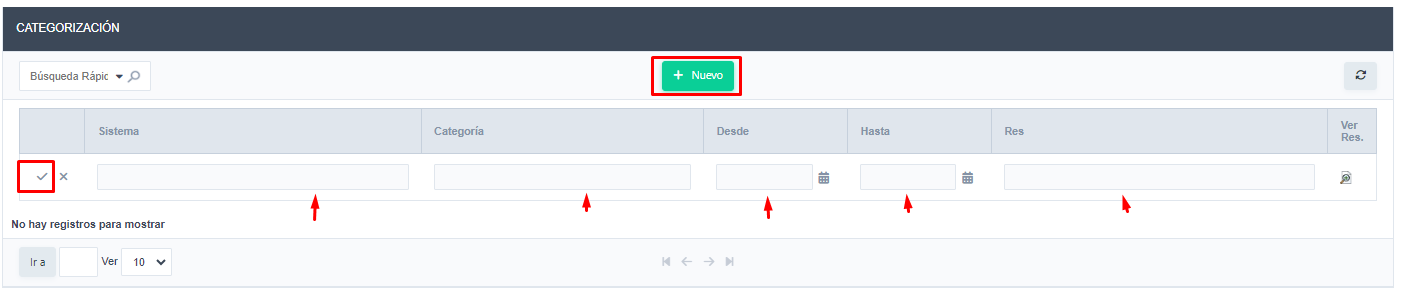 CATEGORIZACIÓN
Búsqueda Rápic
+ Nuevo
Sistema Categoría Desde Hasta Res Ver Res.
No hay registros para mostrar
Ir a Ver 10